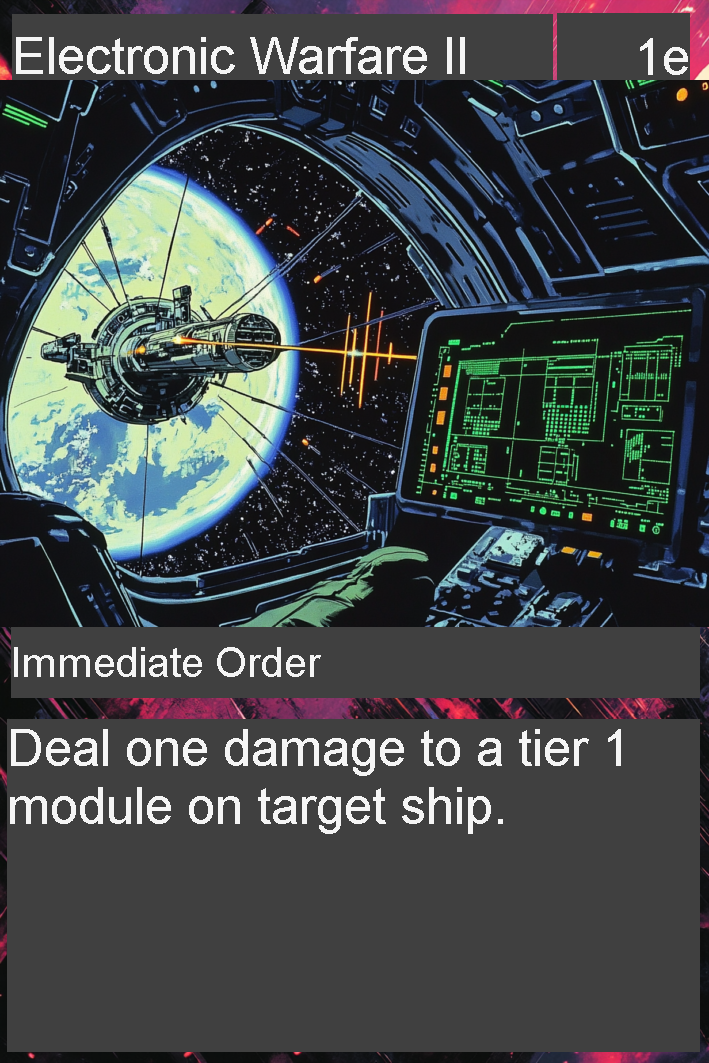 Electronic Warfare II
1e
Immediate Order
Deal one damage to a tier 1
module on target ship.